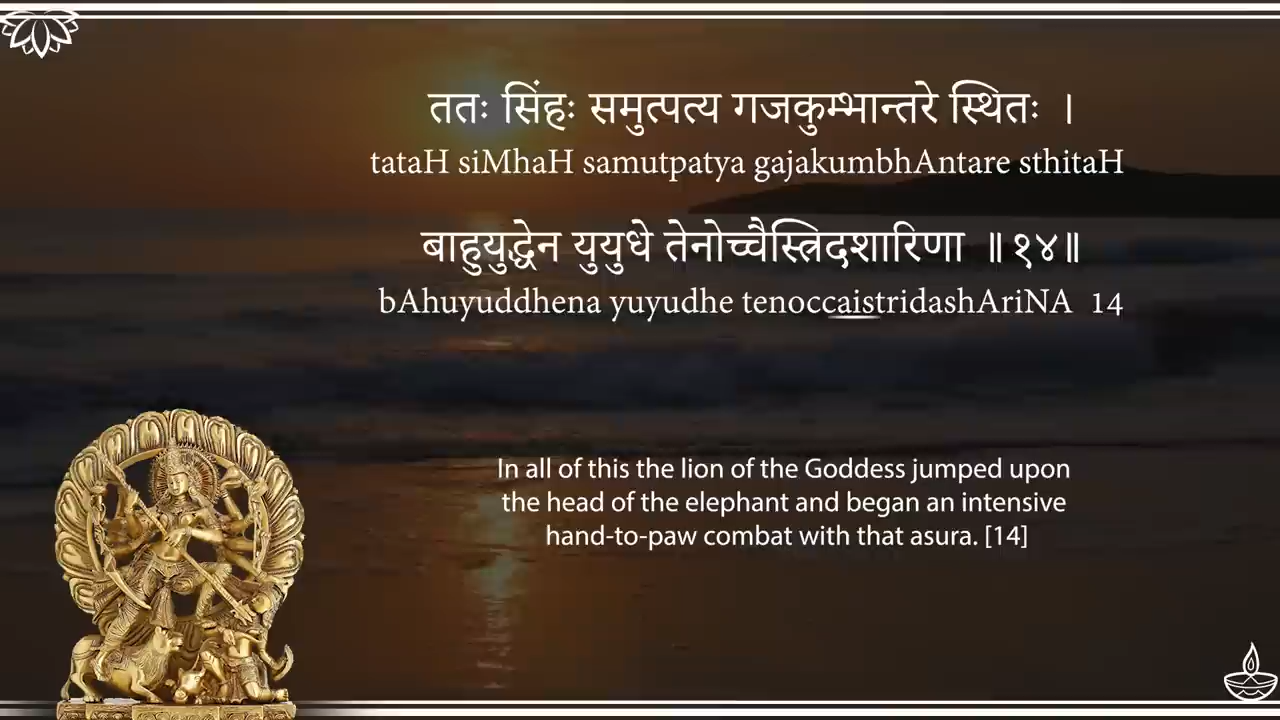 ततः सिंहः समुत्पत्य गजकुम्भान्तरे स्थितः ।
tataH siMhaH samutpatya gajakumbhAntare sthitaH
बाहुयुद्धेन युयुधे तेनोच्चैस्त्रिदशारिणा ॥१४॥
bAhuyuddhena yuyudhe tenoccaistridashAriNA 14
In all of this the lion of the Goddess jumped upon
the head of the elephant and began an intensive
hand-to-paw combat with that asura. [14]